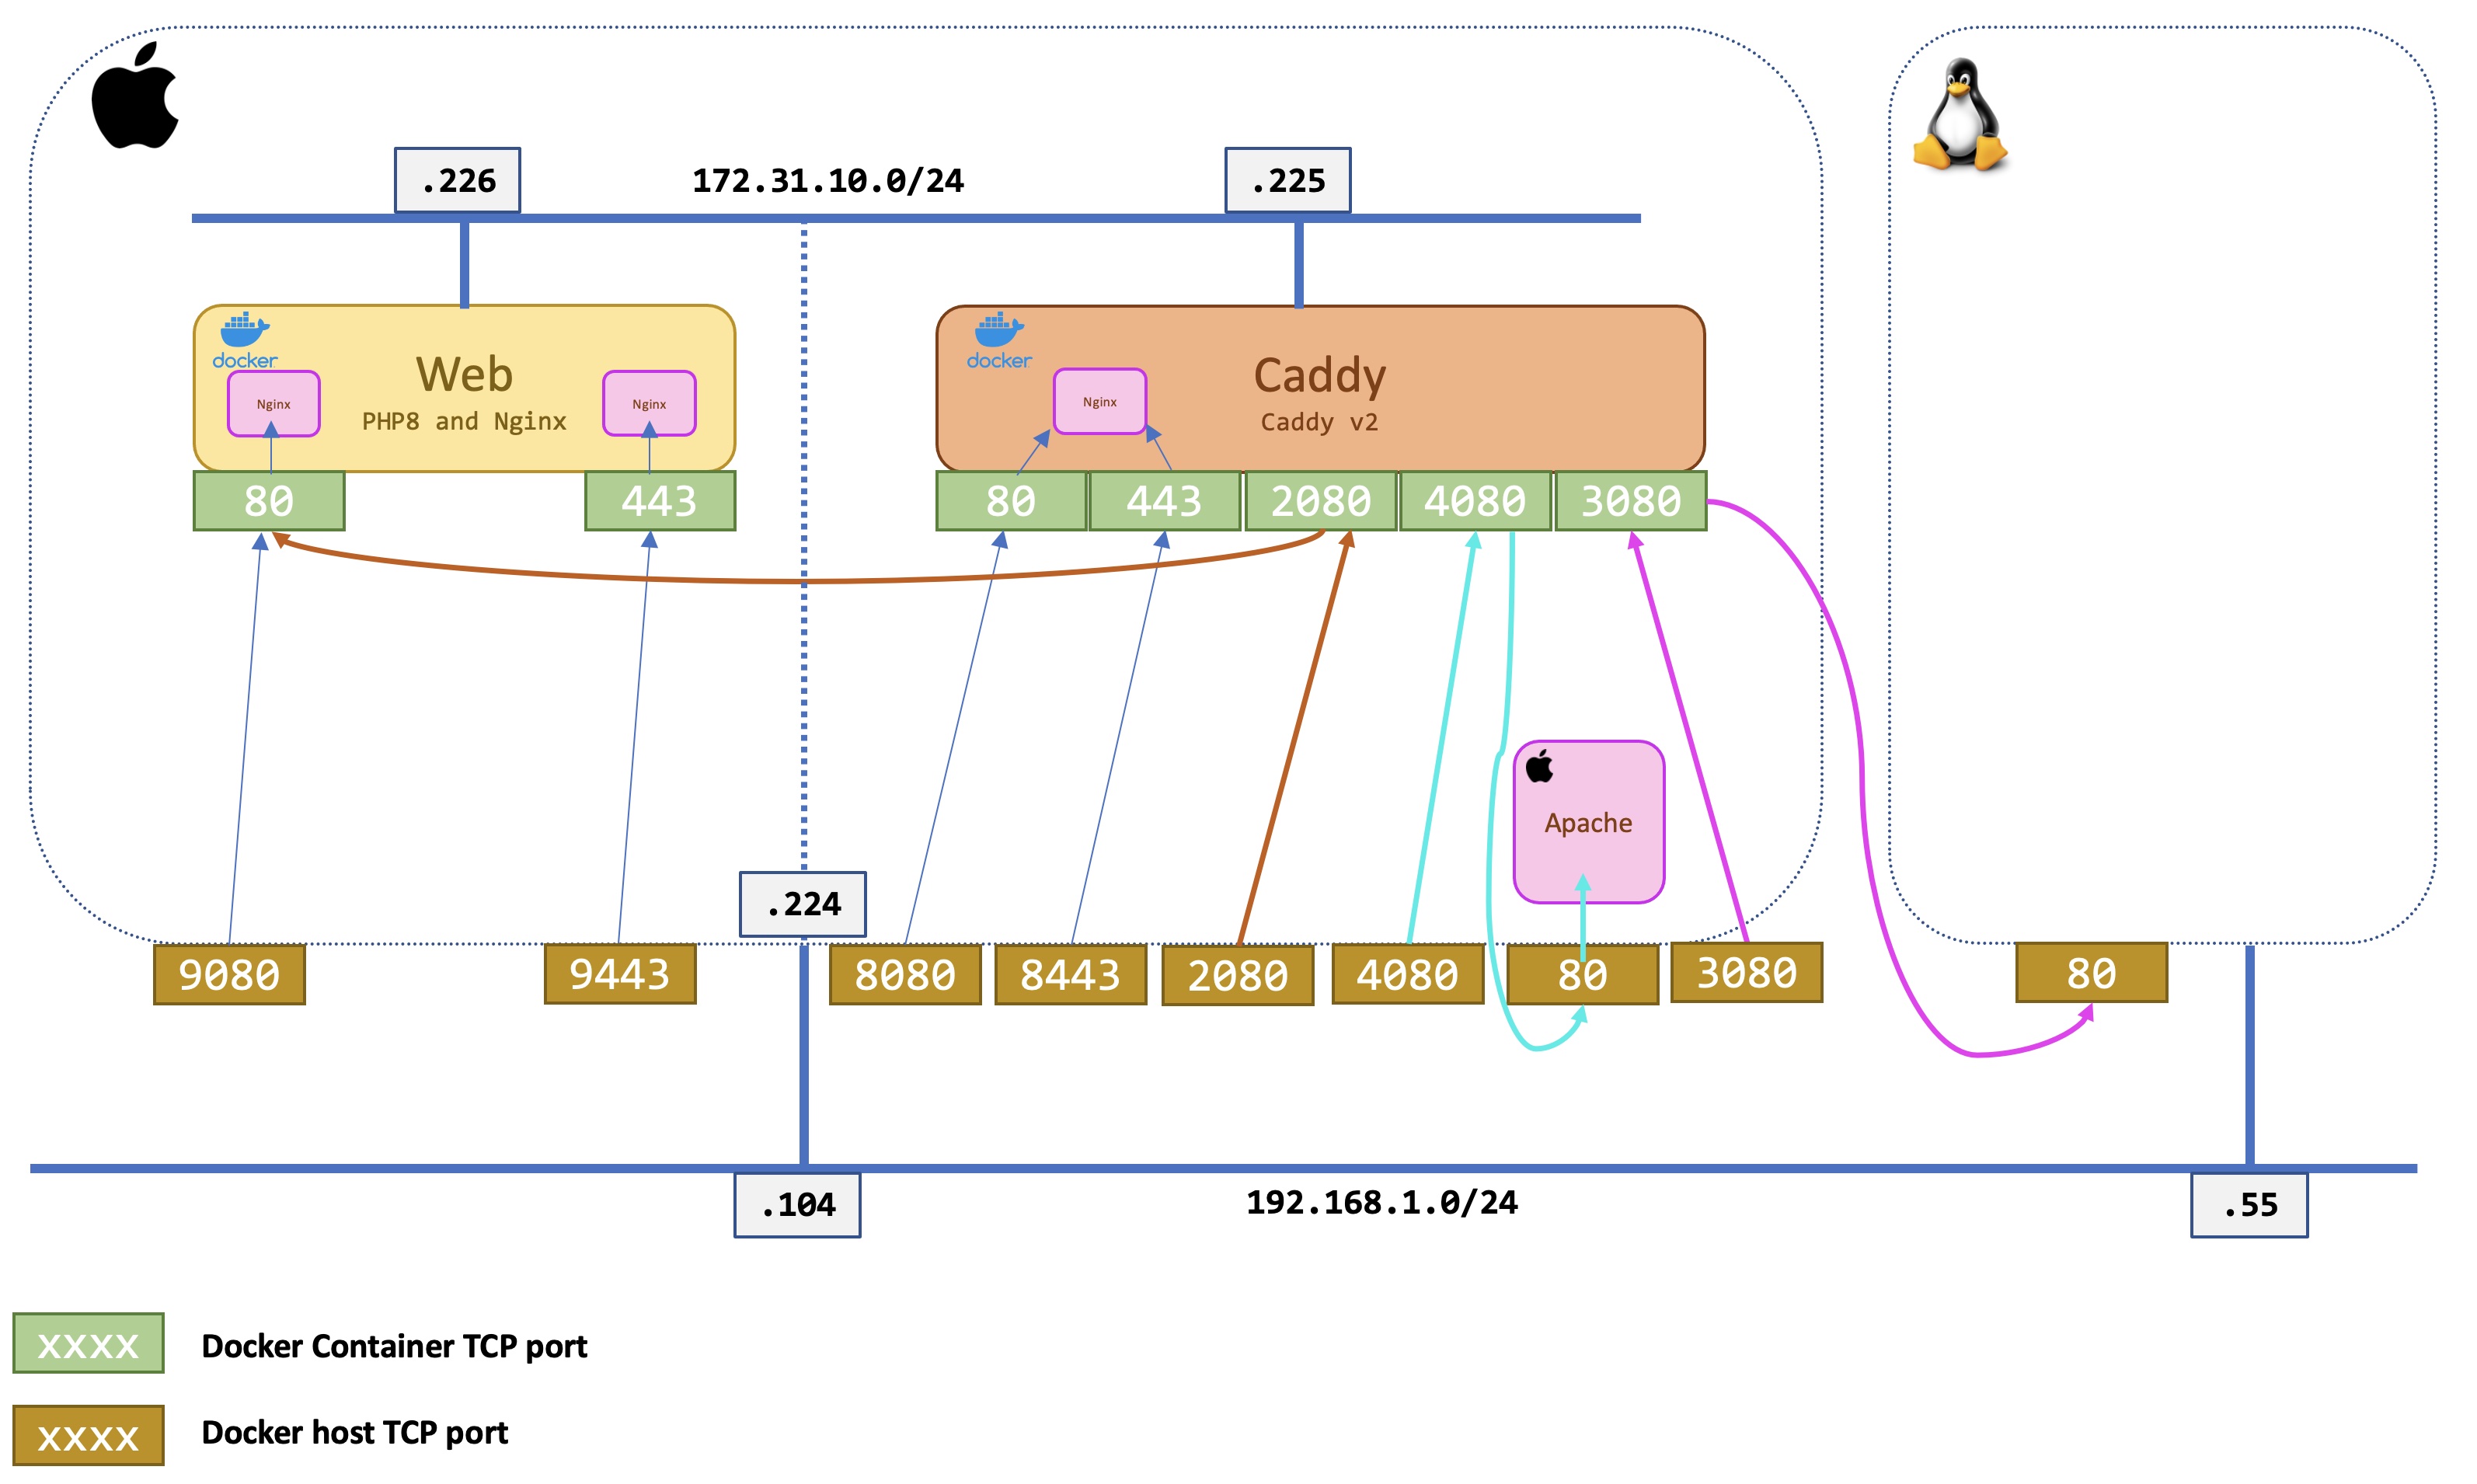 .226
172.31.10.0/24
.225
docker
Web
PHP8 and Nginx
Nginx
Nginx
docker
Caddy
Caddy v2
Nginx
80
443
80
443
2080
4080
3080
Apache
.224
9080
9443
8080
8443
2080
4080
80
3080
80
.104
192.168.1.0/24
.55
xxxx
Docker Container TCP port
xxxx
Docker host TCP port